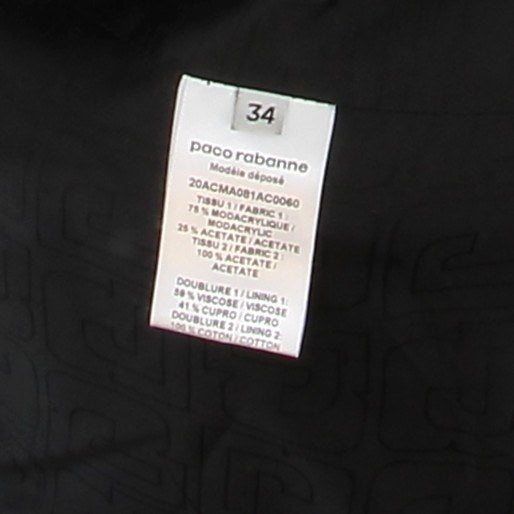 34
paco rabanne
Modèle déposé
20ACMA081AC0060
TISSU 1 / FABRIC 1 :
75 % MODACRYLIQUE /
MODACRYLIC
25 % ACETATE / ACETATE
TISSU 2 / FABRIC 2 :
100 % ACETATE /
ACETATE
DOUBLURE 1 / LINING 1:
59 % VISCOSE / VISCOSE
41 % CUPRO / CUPRO
DOUBLURE 2 / LINING 2:
100 % COTON / COTTON